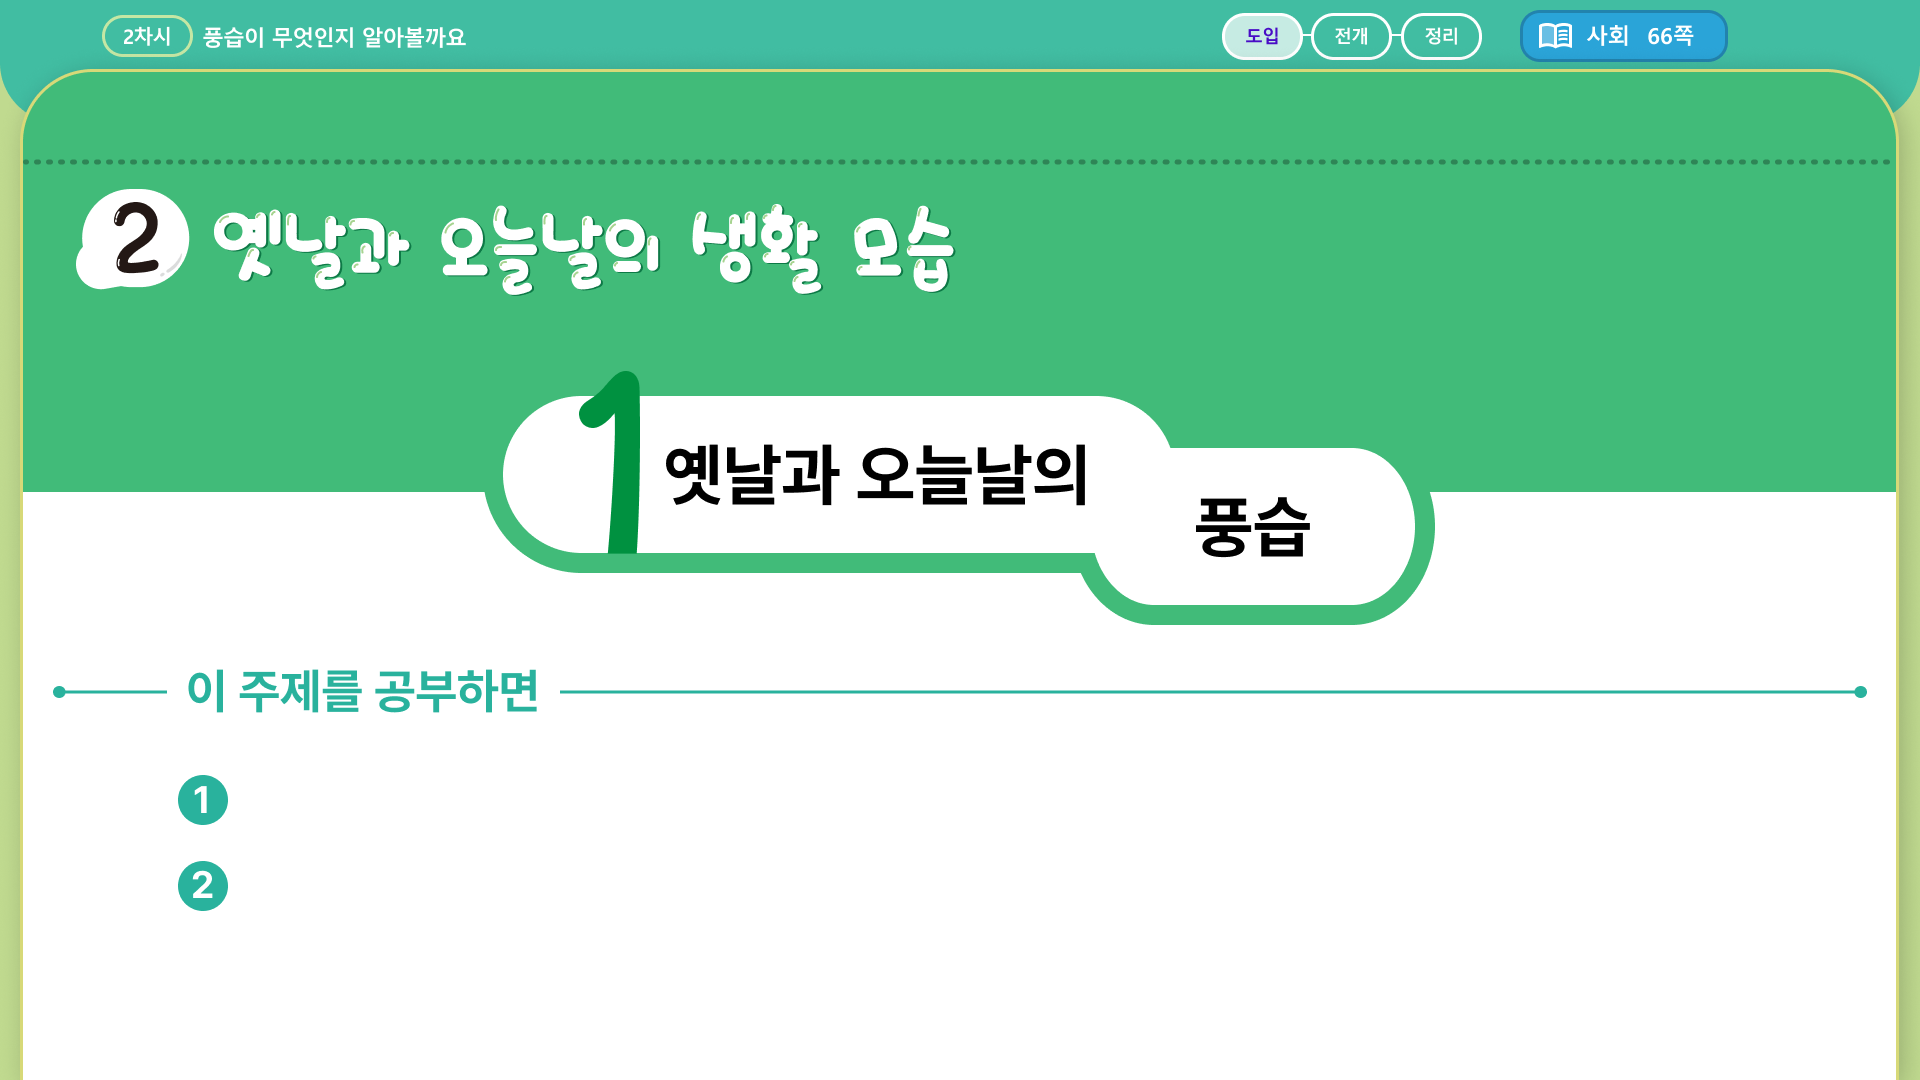 2차시 풍습이 무엇인지 알아볼까요 도입 전개 정리 사회 66쪽
2 옛날과 오늘날의 생활 모습
1 옛날과 오늘날의
풍습
이 주제를 공부하면
1
2